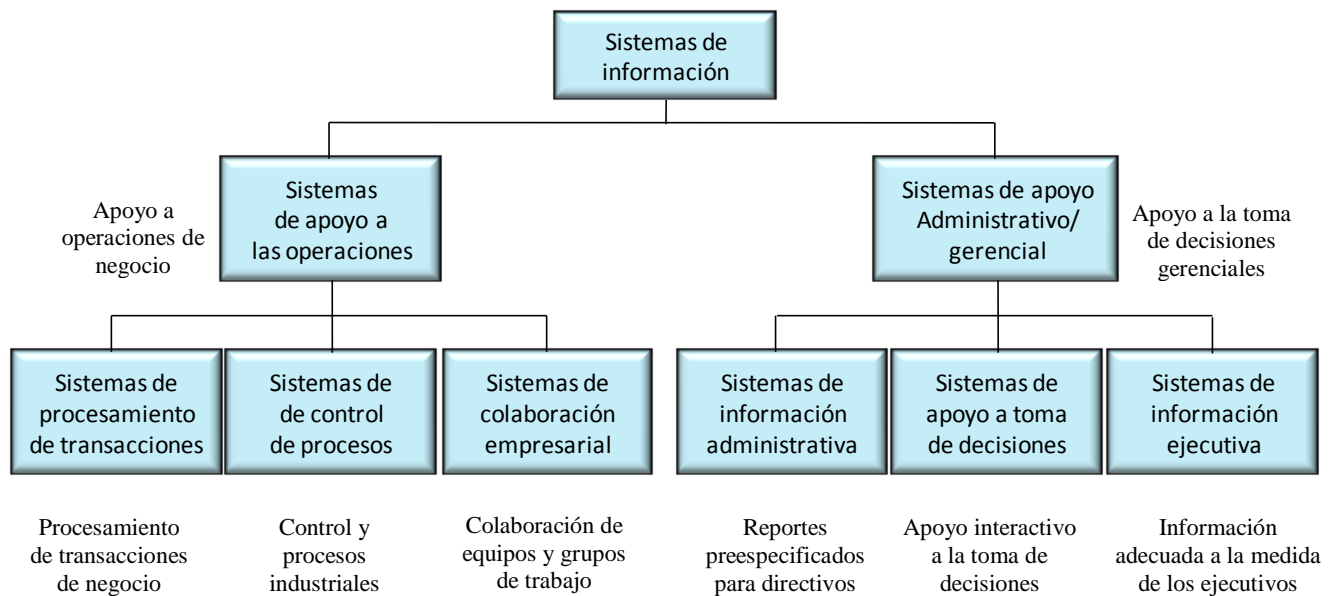 Sistemas de
información
Apoyo a
operaciones de
negocio
Sistemas
de apoyo a
las operaciones
Sistemas de apoyo
Administrativo/
gerencial
Apoyo a la toma
de decisiones
gerenciales
Sistemas de
procesamiento
de transacciones
Sistemas de
de control
de procesos
Sistemas de
colaboración
empresarial
Sistemas de
información
administrativa
Sistemas de
apoyo a toma
de decisiones
Sistemas de
información
ejecutiva
Procesamiento
de transacciones
de negocio
Control y
procesos
industriales
Colaboración de
equipos y grupos
de trabajo
Reportes
preespecificados
para directivos
Apoyo interactivo
a la toma de
decisiones
Información
adecuada a la medida
de los ejecutivos